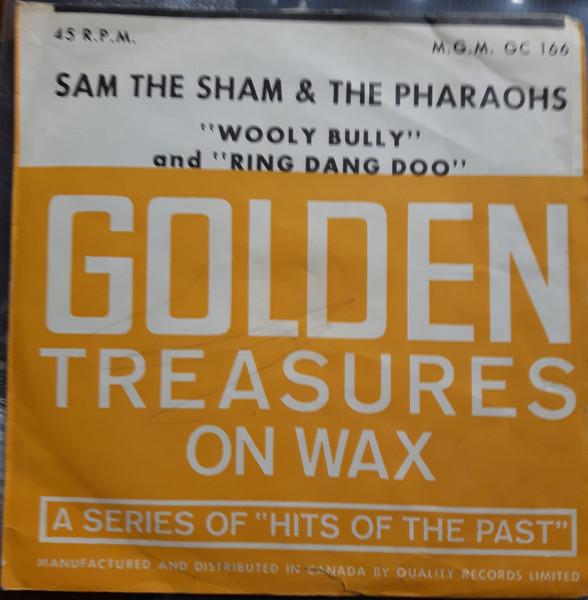 45 R.P.M. M.G.M. GC 166
SAM THE SHAM & THE PHARAOHS
"WOOLY BULLY"
and "RING DANG DOO"
GOLDEN
TREASURES
ON WAX
A SERIES OF "HITS OF THE PAST"
MANUFACTURED AND DISTRIBUTED IN CANADA BY QUALITY RECORDS LIMITED